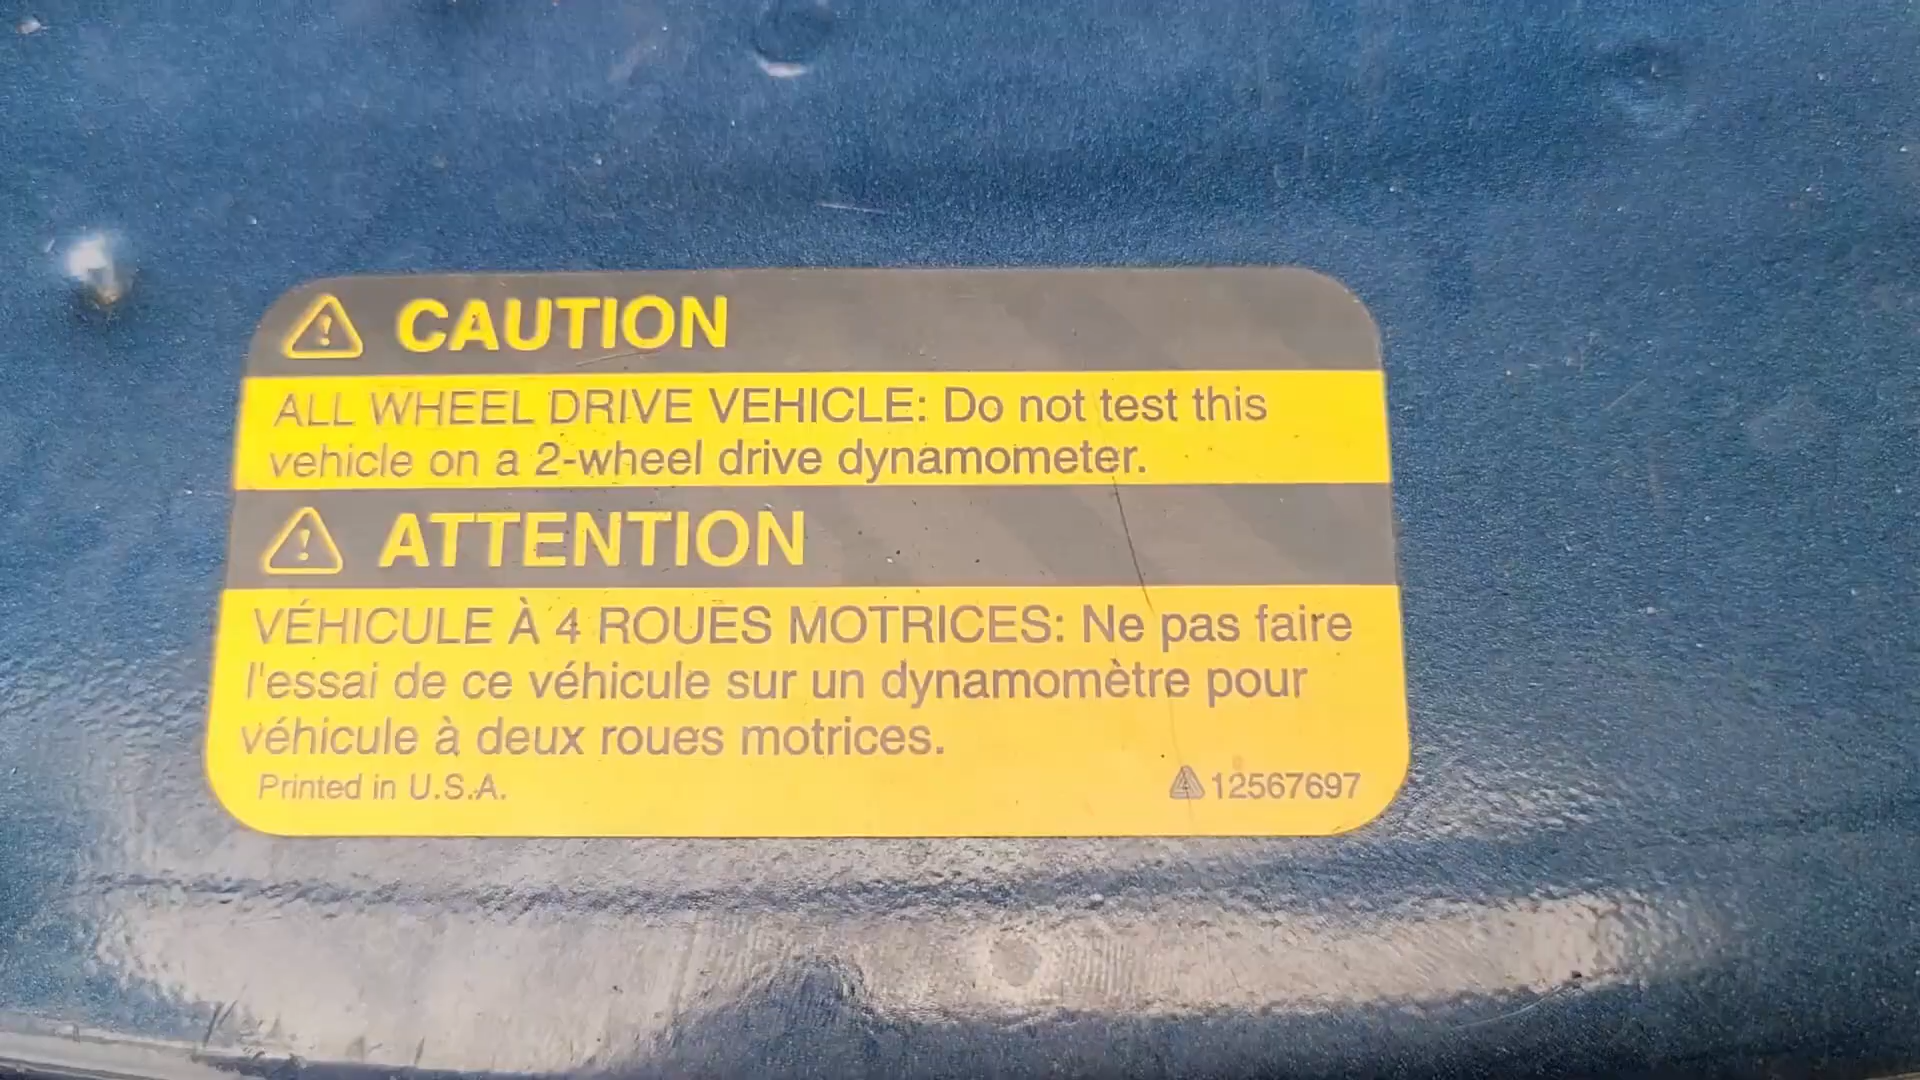 CAUTION
ALL WHEEL DRIVE VEHICLE: Do not test this
vehicle on a 2-wheel drive dynamometer.
ATTENTION
VÉHICULE À 4 ROUES MOTRICES: Ne pas faire
l'essai de ce véhicule sur un dynamomètre pour
véhicule à deux roues motrices.
Printed in U.S.A. 12567697